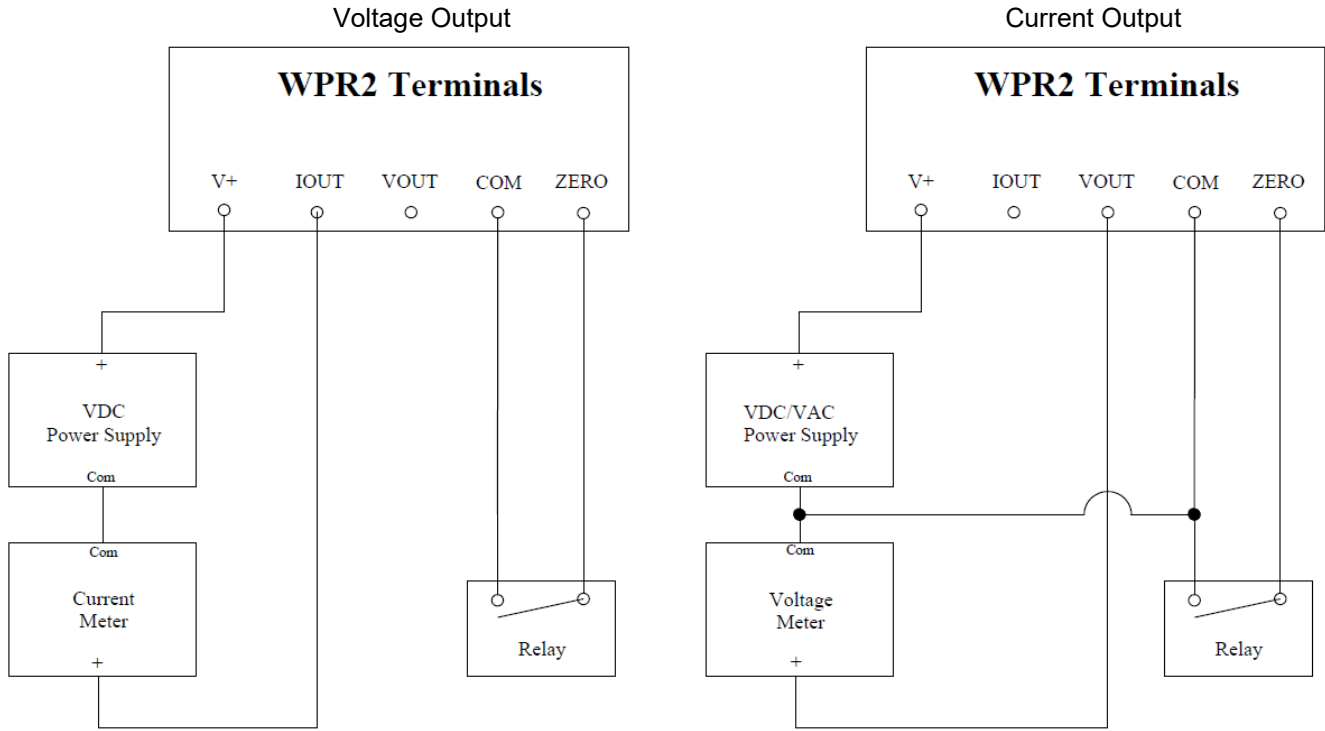 Voltage Output
WPR2 Terminals
V+ IOUT VOUT COM ZERO
+
VDC
Power Supply
Com
Com
Current
Meter
+
Relay
Current Output
WPR2 Terminals
V+ IOUT VOUT COM ZERO
+
VDC/VAC
Power Supply
Com
Com
Voltage
Meter
+
Relay